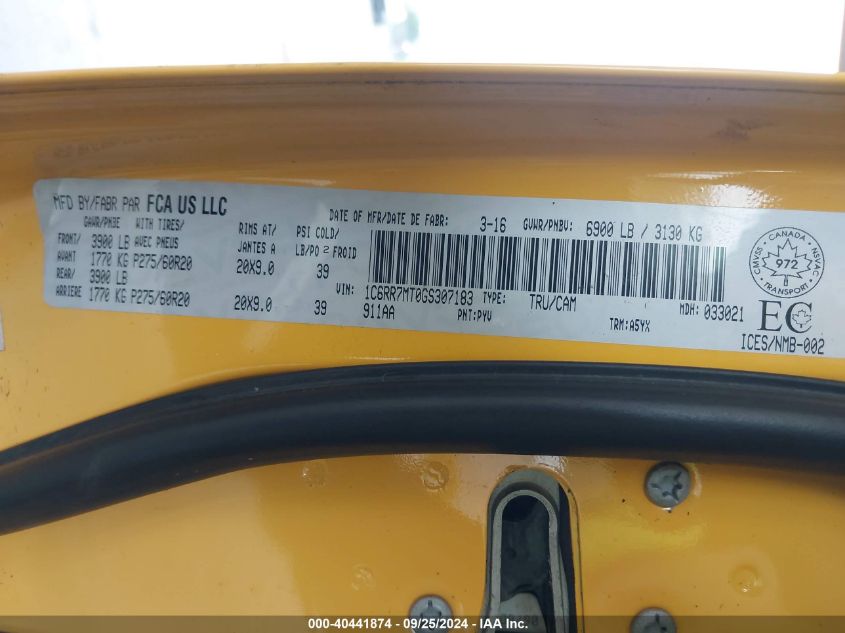 MFD BY/FABR PAR FCA US LLC
DATE OF MFR/DATE DE FABR: 3-16 GVWR/PNBV: 6900 LB / 3130 KG
GAWR/PNBE WITH TIRES/ RIMS AT/ PSI COLD/
FRONT/ 3900 LB AVEC PNEUS JANTES A LB/PO 2 FROID
AVANT 1770 KG P275/60R20 20X9.0 39
REAR/ 3900 LB
ARRIERE 1770 KG P275/60R20 20X9.0 39
VIN: 1C6RR7MT0GS307183 TYPE: TRU/CAM MDH: 033021
911AA PNT:PYV TRM:A5YX
CANADA
CMVSS NSVAC
972
TRANSPORT
EC
ICES/NMB-002
000-40441874 / 09/25/2024 - IAA Inc.